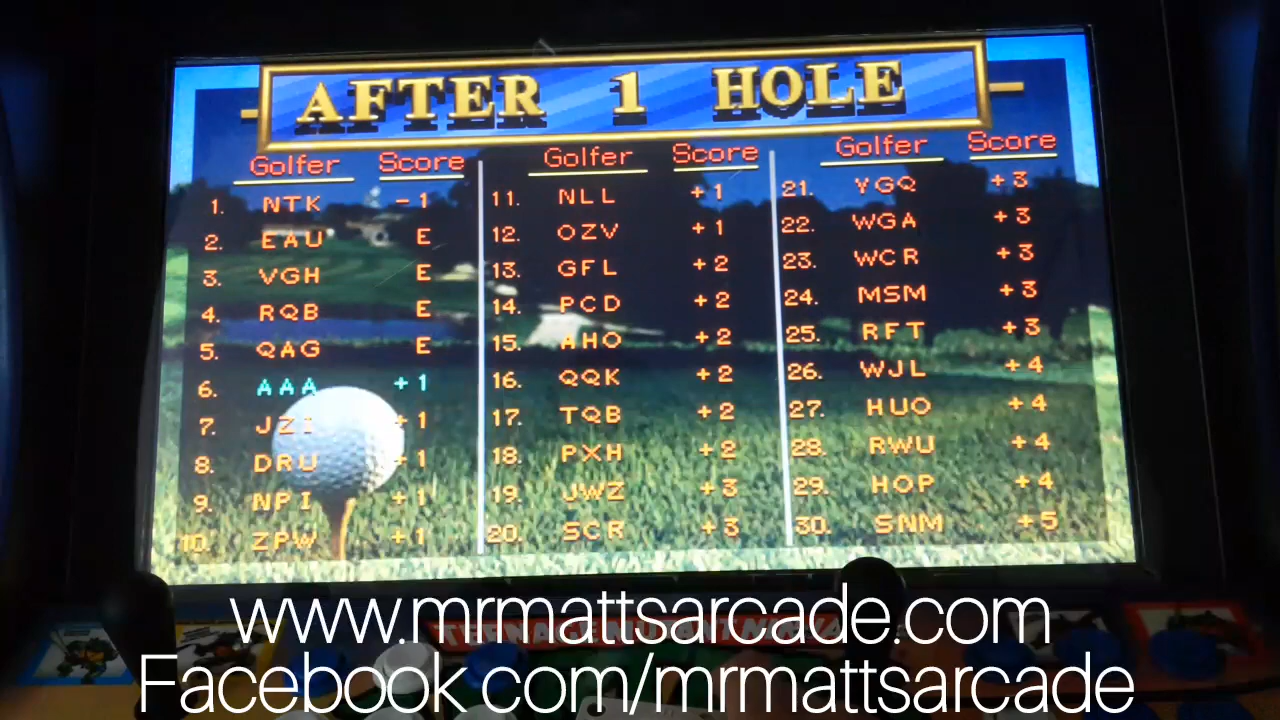 AFTER 1 HOLE
Golfer Score
1. NTK -1
2. EAU E
3. VGH E
4. RQB E
5. QAG E
6. AAA +1
7. JZI +1
8. DRU +1
9. NPI +1
10. ZPW +1
Golfer Score
11. NLL +1
12. OZV +1
13. GFL +2
14. PCD +2
15. AHO +2
16. QQK +2
17. TQB +2
18. PXH +2
19. JWZ +3
20. SCR +3
Golfer Score
21. YGQ +3
22. WGA +3
23. WCR +3
24. MSM +3
25. RFT +3
26. WJL +4
27. HUO +4
28. RWU +4
29. HOP +4
30. SNM +5
www.mrmattsarcade.com
TEENAGE MUTANT NINJA
Facebook.com/mrmattsarcade